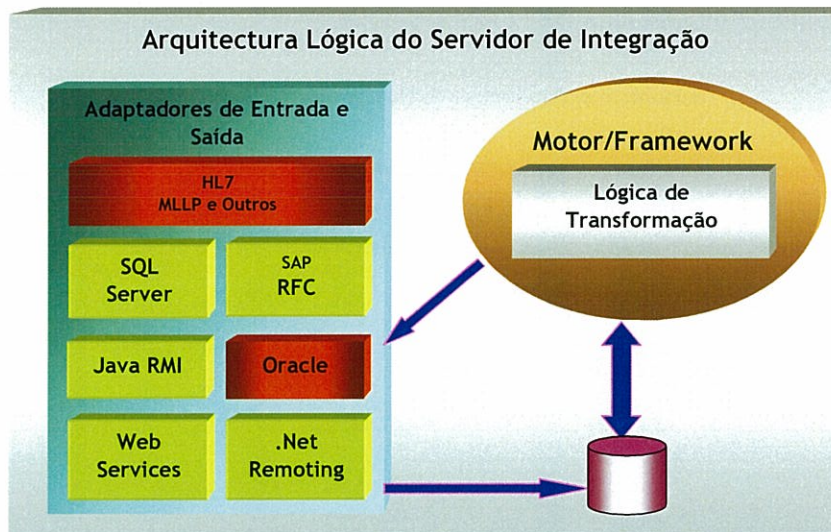 Arquitectura Lógica do Servidor de Integração
Adaptadores de Entrada e
Saída
HL7
MLLP e Outros
SQL
Server
SAP
RFC
Java RMI
Oracle
Web
Services
.Net
Remoting
Motor/Framework
Lógica de
Transformação